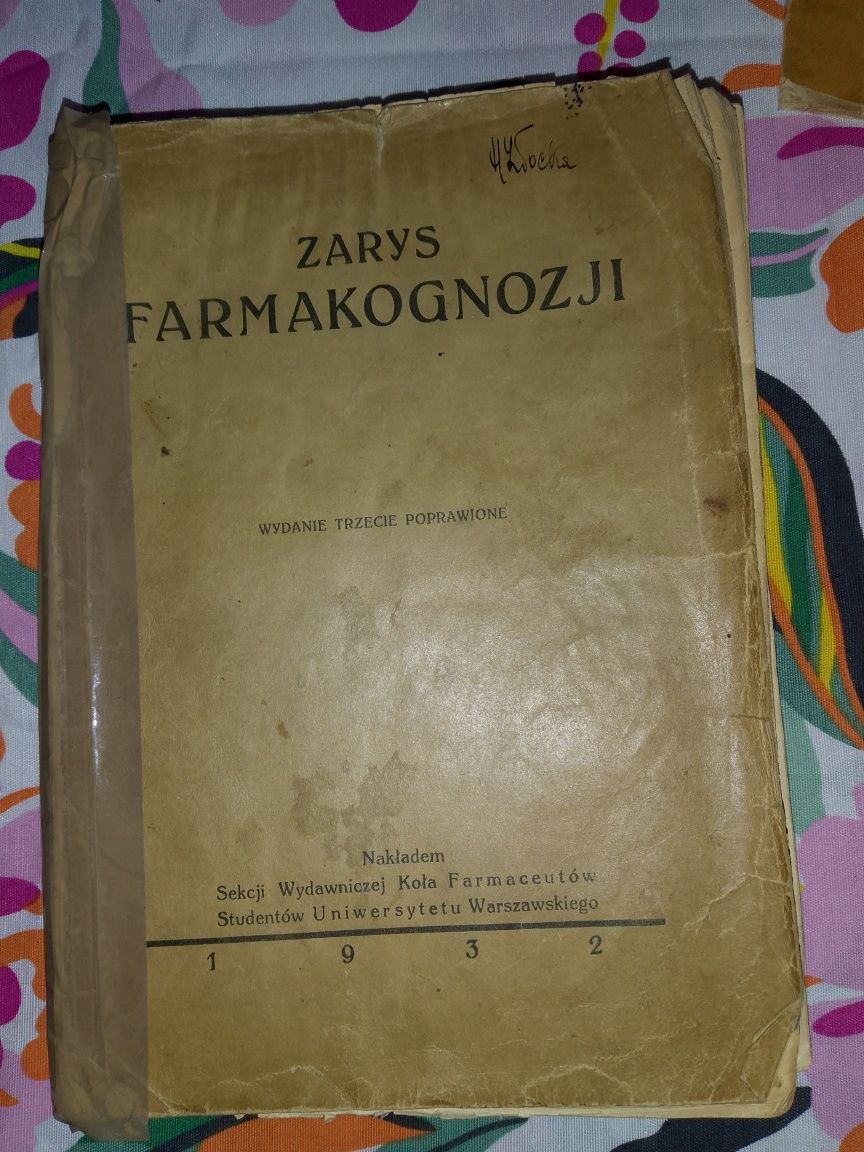 ZARYS
FARMAKOGNOZJI
WYDANIE TRZECIE POPRAWIONE
Nakładem
Sekcji Wydawniczej Koła Farmaceutów
Studentów Uniwersytetu Warszawskiego
1 9 3 2